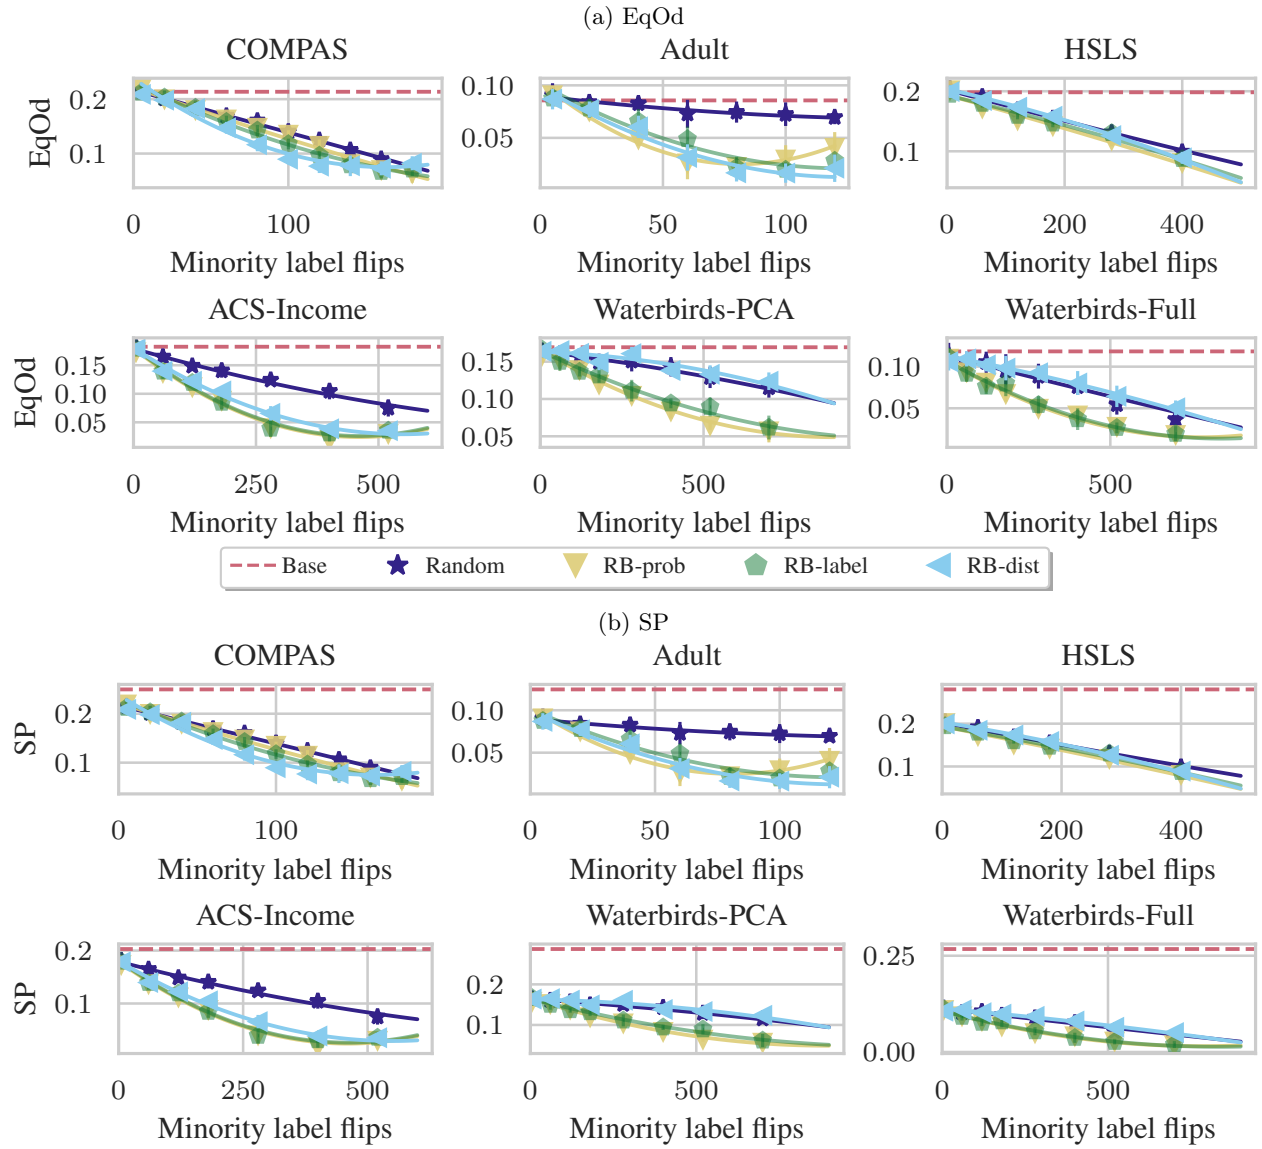 (a) EqOd
COMPAS Adult HSLS
EqOd
0.2
0.1
0 100
Minority label flips
0.10
0.05
0 50 100
Minority label flips
0.2
0.1
0 200 400
Minority label flips
ACS-Income Waterbirds-PCA Waterbirds-Full
EqOd
0.15
0.10
0.05
0 250 500
Minority label flips
0.15
0.10
0.05
0 500
Minority label flips
0.10
0.05
0 500
Minority label flips
Base Random RB-prob RB-label RB-dist
(b) SP
COMPAS Adult HSLS
SP
0.2
0.1
0 100
Minority label flips
0.10
0.05
0 50 100
Minority label flips
0.2
0.1
0 200 400
Minority label flips
ACS-Income Waterbirds-PCA Waterbirds-Full
SP
0.2
0.1
0 250 500
Minority label flips
0.2
0.1
0 500
Minority label flips
0.25
0.00
0 500
Minority label flips